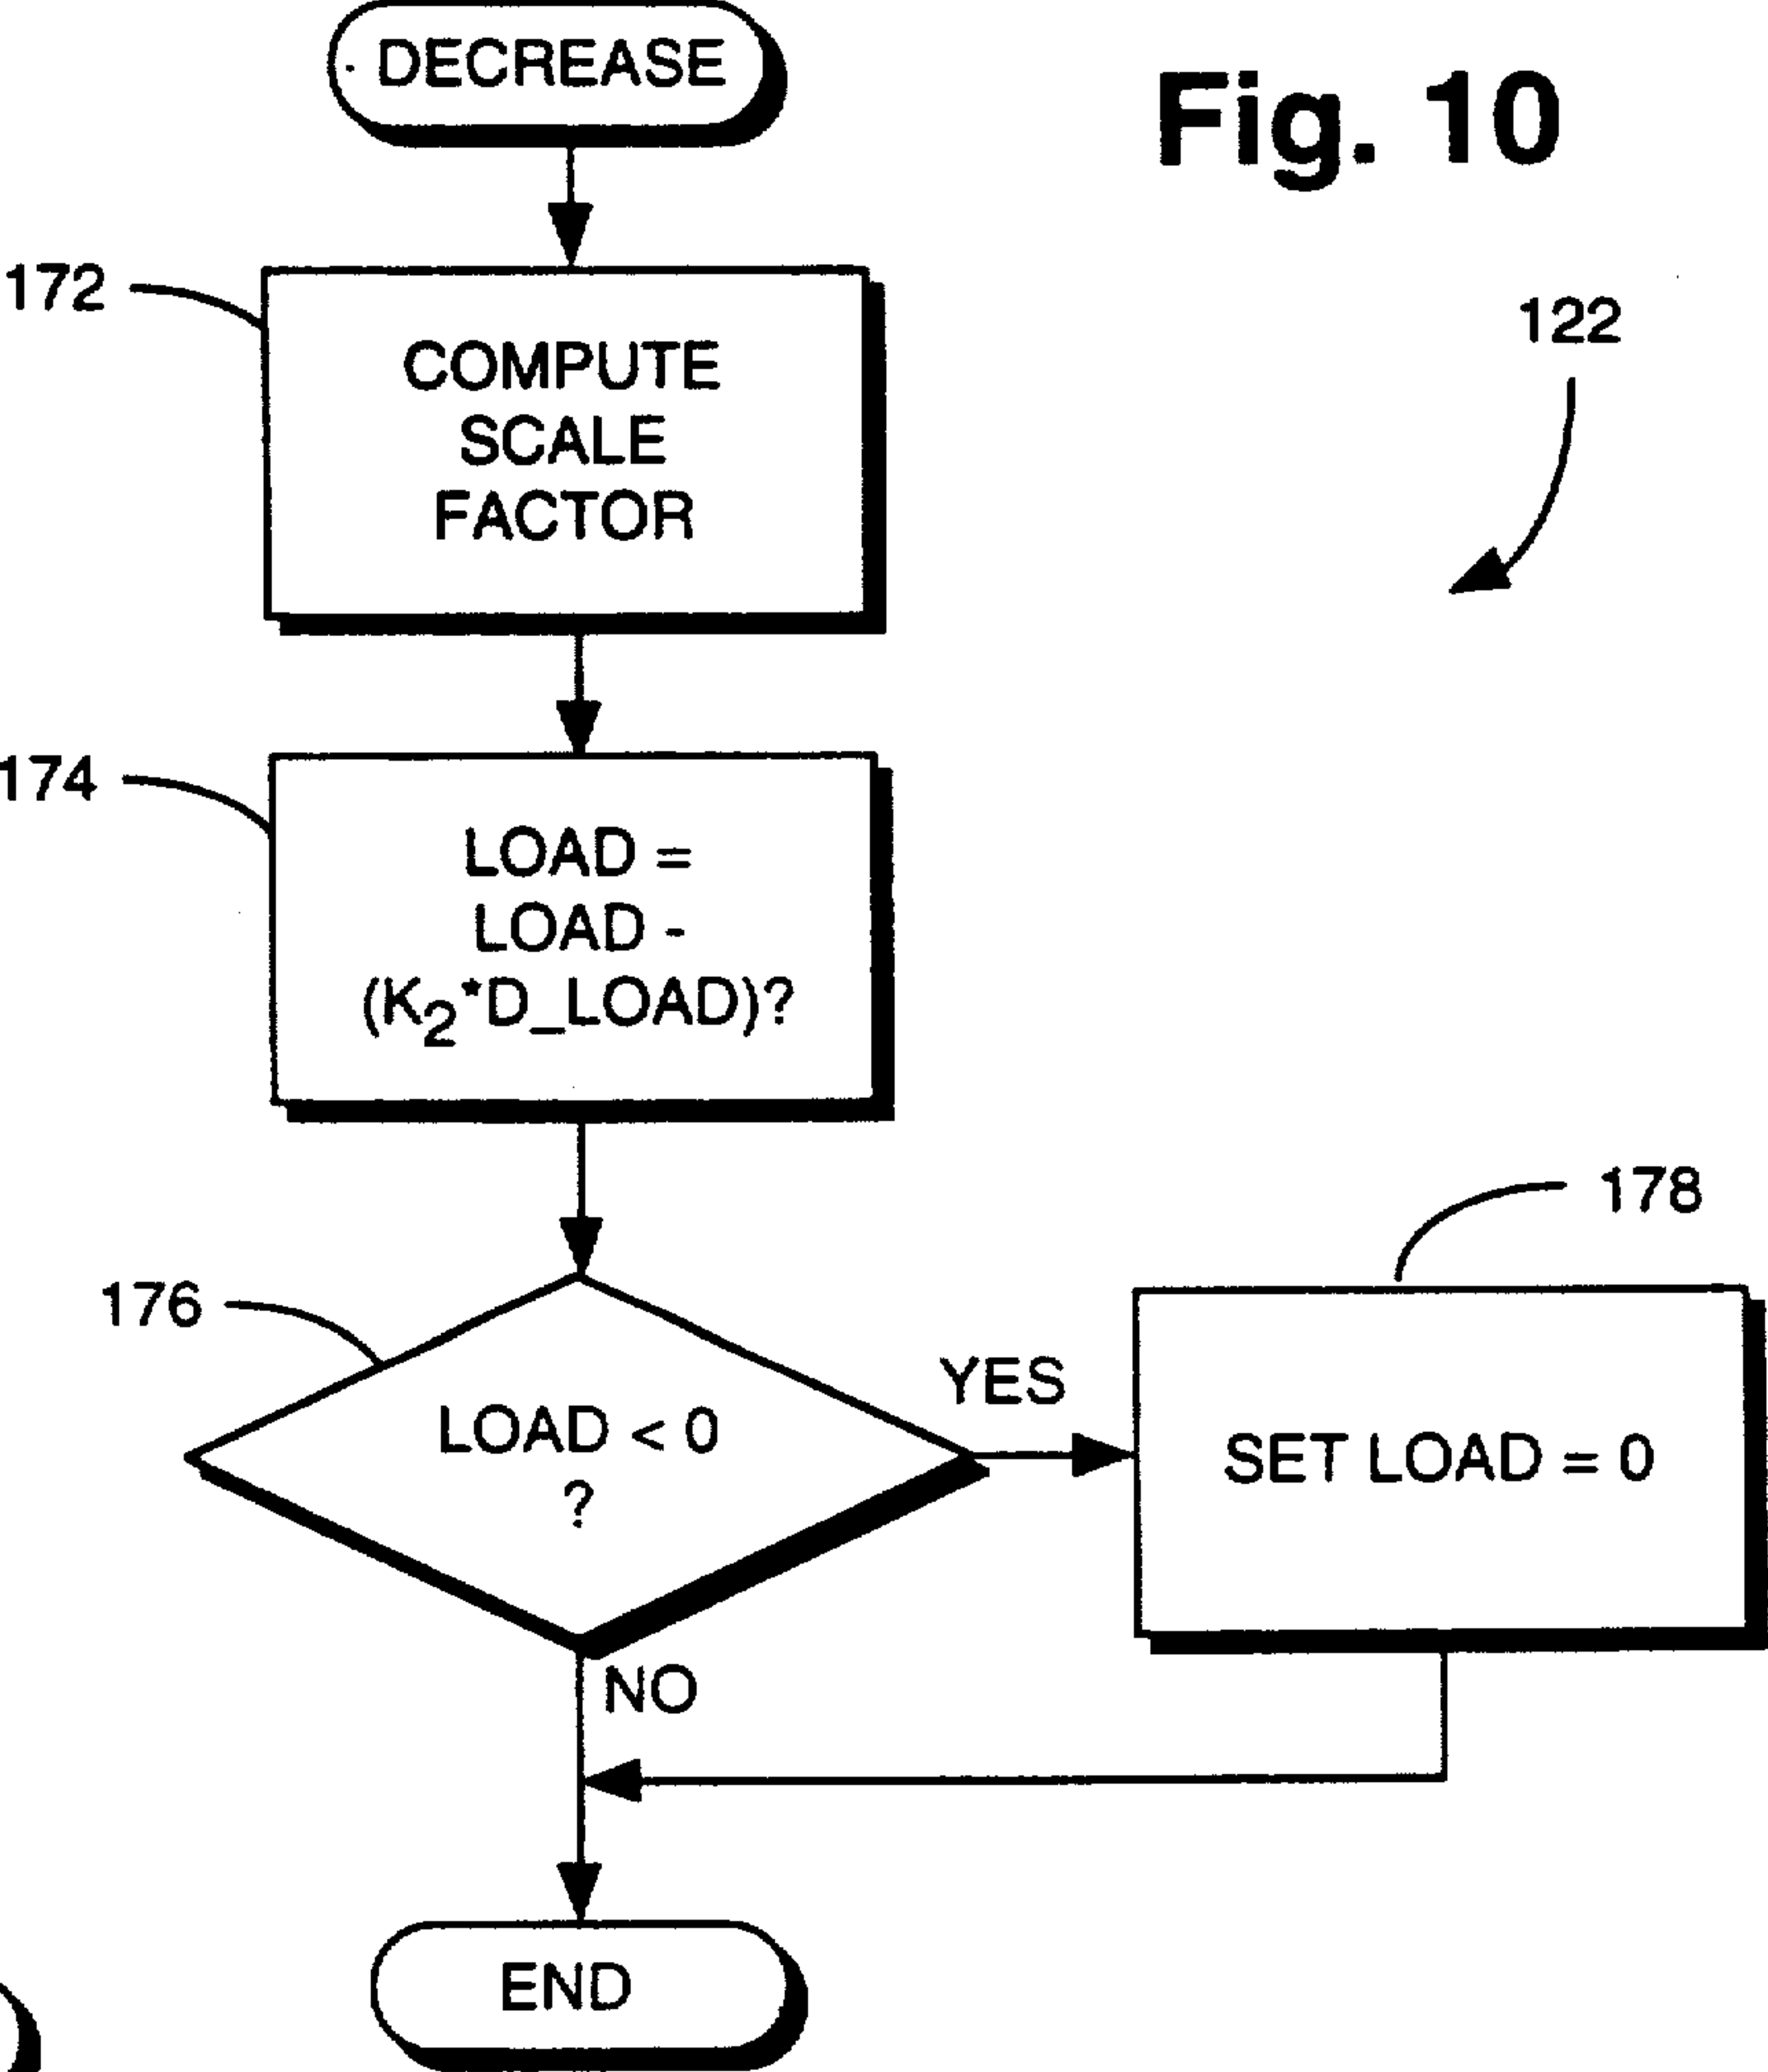 DECREASE
Fig. 10
172
COMPUTE
SCALE
FACTOR
122
174
LOAD =
LOAD -
(K₂*D_LOAD)?
178
176
LOAD < 0
?
YES
SET LOAD = 0
NO
END